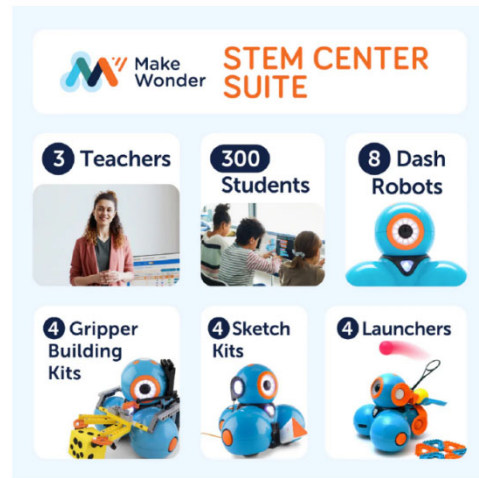 Make
Wonder
STEM CENTER
SUITE
3 Teachers
300
Students
8 Dash
Robots
4 Gripper
Building
Kits
4 Sketch
Kits
4 Launchers